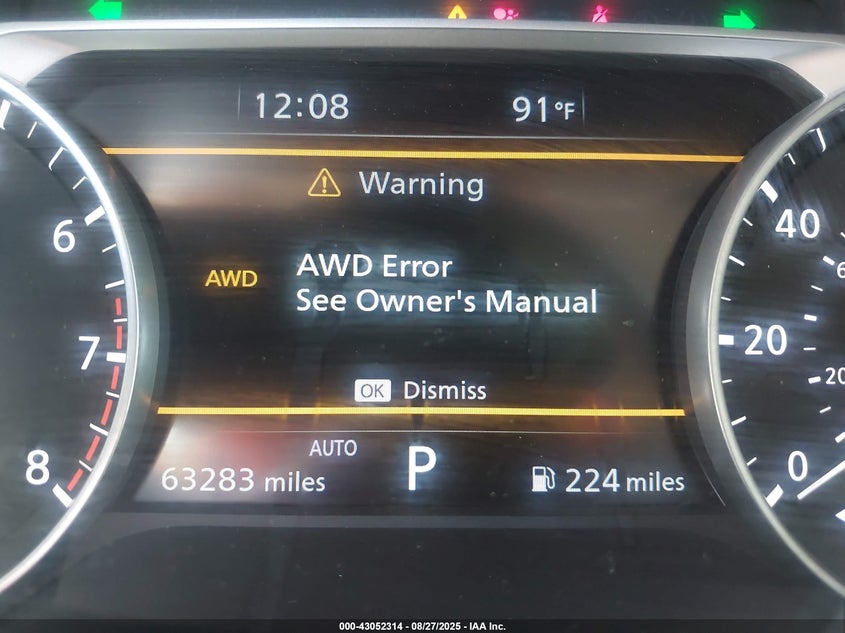 12:08 91°F
Warning
AWD
AWD Error
See Owner's Manual
OK Dismiss
AUTO
63283 miles P 224 miles
6
7
8
40
20
20
0
000-43052314 - 08/27/2025 - IAA Inc.